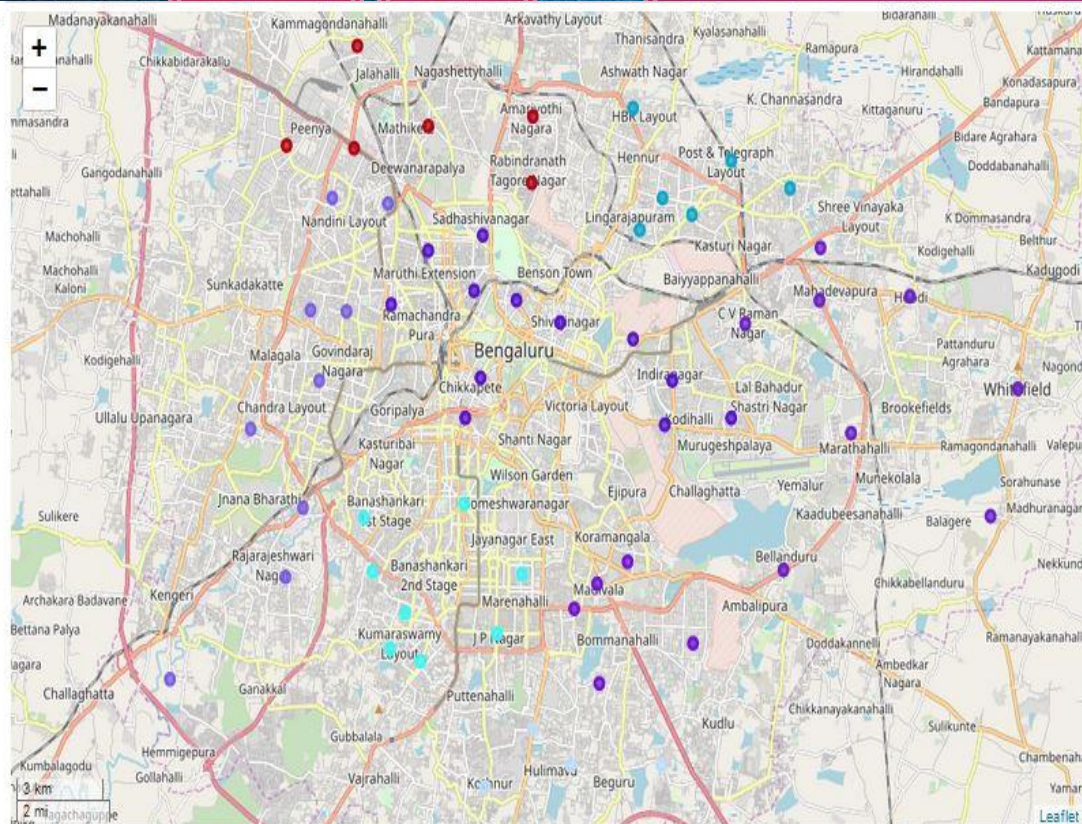 Madanayakanahalli
Kammagondanahalli
Arkavathy Layout
Bidarahalli
Thanisandra
Kyalasanahalli
+
Chikkabidarakallu
Jalahalli
Nagashettyhalli
Ashwath Nagar
Ramapura
Kattamana
Hirandahalli
−
Konadasapura
K. Channasandra
Bandapura
Kittaganuru
Peenya
Amarjyothi
Nagara
HBR Layout
Bidare Agrahara
Gangodanahalli
Deewanarapalya
Rabindranath
Tagore Nagar
Hennur
Post & Telegraph
Layout
Doddabanahalli
Nandini Layout
Sadhashivanagar
Lingarajapuram
Shree Vinayaka
Layout
K Dommasandra
Machohalli
Kasturi Nagar
Belthur
Kodigehalli
Machohalli
Kaloni
Sunkadakatte
Maruthi Extension
Benson Town
Baiyyappanahalli
Kadugodi
Mahadevapura
Ramachandra
Pura
C V Raman
Nagar
Kodigehalli
Malagala
Govindaraj
Nagara
Bengaluru
Pattanduru
Agrahara
Chikkapete
Indiranagar
Lal Bahadur
Shastri Nagar
Whitefield
Ullalu Upanagara
Chandra Layout
Goripalya
Victoria Layout
Kodihalli
Brookefields
Kasturibai
Nagar
Shanti Nagar
Murugeshpalaya
Marathahalli
Ramagondanahalli
Wilson Garden
Jnana Bharathi
Banashankari
1st Stage
Someshwaranagar
Ejipura
Challaghatta
Yemalur
Munekolala
Sorahunase
Sulikere
Kaadubeesanahalli
Balagere
Madhuranagar
Jayanagar East
Koramangala
Rajarajeshwari
Nagar
Banashankari
2nd Stage
Bellanduru
Kengeri
Madivala
Chikkabellanduru
Archakara Badavane
Marenahalli
Ambalipura
Bettana Palya
Kumaraswamy
Layout
J P Nagar
Bommanahalli
Doddakannelli
Ramanayakanahalli
Ambedkar
Nagara
Challaghatta
Ganakkal
Puttenahalli
Chikkanayakanahalli
Kudlu
Sulikunte
Gubbalala
Hemmigepura
Kumbalagodu
Gollahalli
Vajrahalli
Hulimavu
Beguru
3 km
2 mi
Leaflet